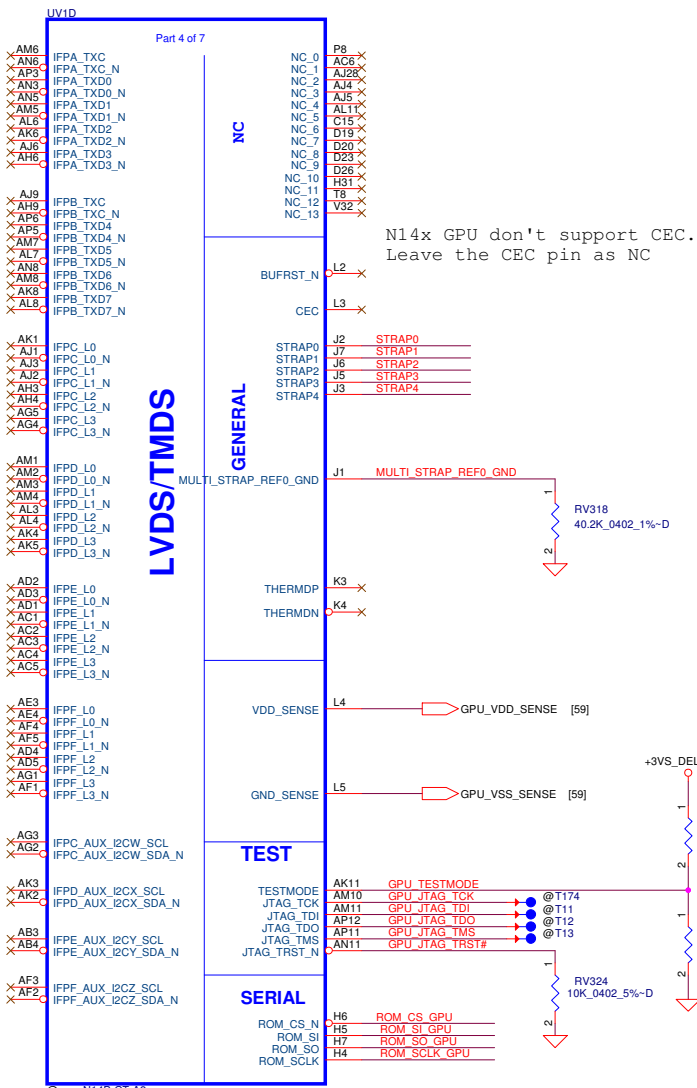 UV1D
Part 4 of 7
AM6 IFPA_TXC
AN6 IFPA_TXC_N
AP3 IFPA_TXD0
AN3 IFPA_TXD0_N
AN5 IFPA_TXD1
AM5 IFPA_TXD1_N
AL6 IFPA_TXD2
AK6 IFPA_TXD2_N
AJ6 IFPA_TXD3
AH6 IFPA_TXD3_N
AJ9 IFPB_TXC
AH9 IFPB_TXC_N
AP6 IFPB_TXD4
AP5 IFPB_TXD4_N
AM7 IFPB_TXD5
AL7 IFPB_TXD5_N
AN8 IFPB_TXD6
AM8 IFPB_TXD6_N
AK8 IFPB_TXD7
AL8 IFPB_TXD7_N
AK1 IFPC_L0
AJ1 IFPC_L0_N
AJ3 IFPC_L1
AJ2 IFPC_L1_N
AH3 IFPC_L2
AH4 IFPC_L2_N
AG5 IFPC_L3
AG4 IFPC_L3_N
AM1 IFPD_L0
AM2 IFPD_L0_N
AM3 IFPD_L1
AM4 IFPD_L1_N
AL3 IFPD_L2
AL4 IFPD_L2_N
AK4 IFPD_L3
AK5 IFPD_L3_N
AD2 IFPE_L0
AD3 IFPE_L0_N
AD1 IFPE_L1
AC1 IFPE_L1_N
AC2 IFPE_L2
AC3 IFPE_L2_N
AC4 IFPE_L3
AC5 IFPE_L3_N
AE3 IFPF_L0
AE4 IFPF_L0_N
AF4 IFPF_L1
AF5 IFPF_L1_N
AD4 IFPF_L2
AD5 IFPF_L2_N
AG1 IFPF_L3
AF1 IFPF_L3_N
AG3 IFPC_AUX_I2CW_SCL
AG2 IFPC_AUX_I2CW_SDA_N
AK3 IFPD_AUX_I2CX_SCL
AK2 IFPD_AUX_I2CX_SDA_N
AB3 IFPE_AUX_I2CY_SCL
AB4 IFPE_AUX_I2CY_SDA_N
AF3 IFPF_AUX_I2CZ_SCL
AF2 IFPF_AUX_I2CZ_SDA_N
LVDS/TMDS
NC
NC_0 P8
NC_1 AC6
NC_2 AJ28
NC_3 AJ4
NC_4 AJ5
NC_5 AL11
NC_6 C15
NC_7 D19
NC_8 D20
NC_9 D23
NC_10 D26
NC_11 H31
NC_12 T8
NC_13 V32
N14x GPU don't support CEC.
Leave the CEC pin as NC
GENERAL
BUFRST_N L2
CEC L3
STRAP0 J2 STRAP0
STRAP1 J7 STRAP1
STRAP2 J6 STRAP2
STRAP3 J5 STRAP3
STRAP4 J3 STRAP4
MULTI_STRAP_REF0_GND J1 MULTI_STRAP_REF0_GND
1
RV318
40.2K_0402_1%~D
2
THERMDP K3
THERMDN K4
VDD_SENSE L4 GPU_VDD_SENSE [59]
GND_SENSE L5 GPU_VSS_SENSE [59]
+3VS_DEL
1
2
TEST
TESTMODE AK11 GPU_TESTMODE
JTAG_TCK AM10 GPU_JTAG_TCK @T174
JTAG_TDI AM11 GPU_JTAG_TDI @T11
JTAG_TDO AP12 GPU_JTAG_TDO @T12
JTAG_TMS AP11 GPU_JTAG_TMS @T13
JTAG_TRST_N AN11 GPU_JTAG_TRST#
1
2
1
RV324
10K_0402_5%~D
2
SERIAL
ROM_CS_N H6 ROM_CS_GPU
ROM_SI H5 ROM_SI_GPU
ROM_SO H7 ROM_SO_GPU
ROM_SCLK H4 ROM_SCLK_GPU